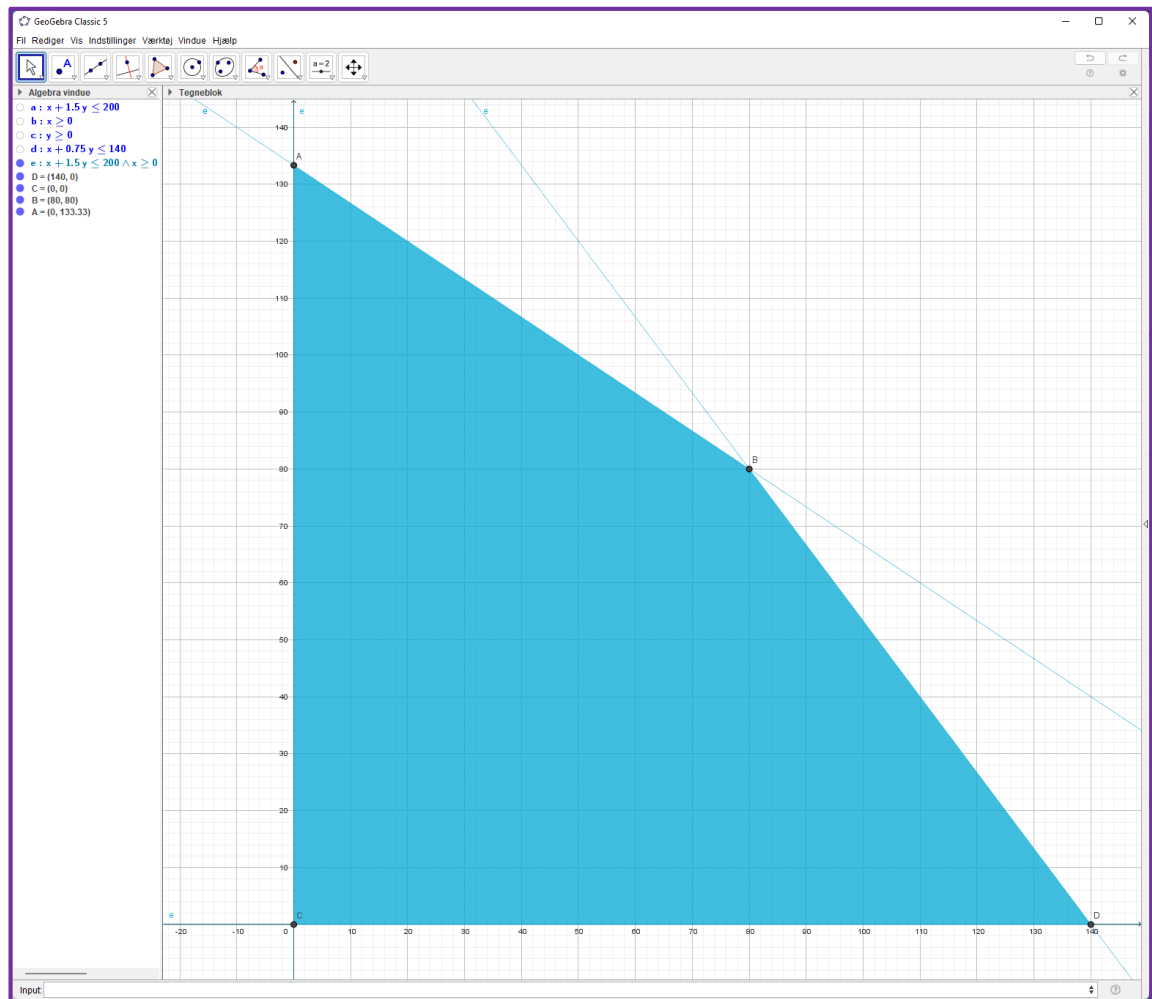 GeoGebra Classic 5
Fil Rediger Vis Indstillinger Værktøj Vindue Hjælp
A
a = 2
Algebra vindue
Tegneblok
a : x + 1.5 y ≤ 200
b : x ≥ 0
c : y ≥ 0
d : x + 0.75 y ≤ 140
e : x + 1.5 y ≤ 200 ∧ x ≥ 0
D = (140, 0)
C = (0, 0)
B = (80, 80)
A = (0, 133.33)
e e e
140
A
130
120
110
100
90
B
80
70
60
50
40
30
20
10
e C D
-20 -10 0 10 20 30 40 50 60 70 80 90 100 110 120 130 140
Input: